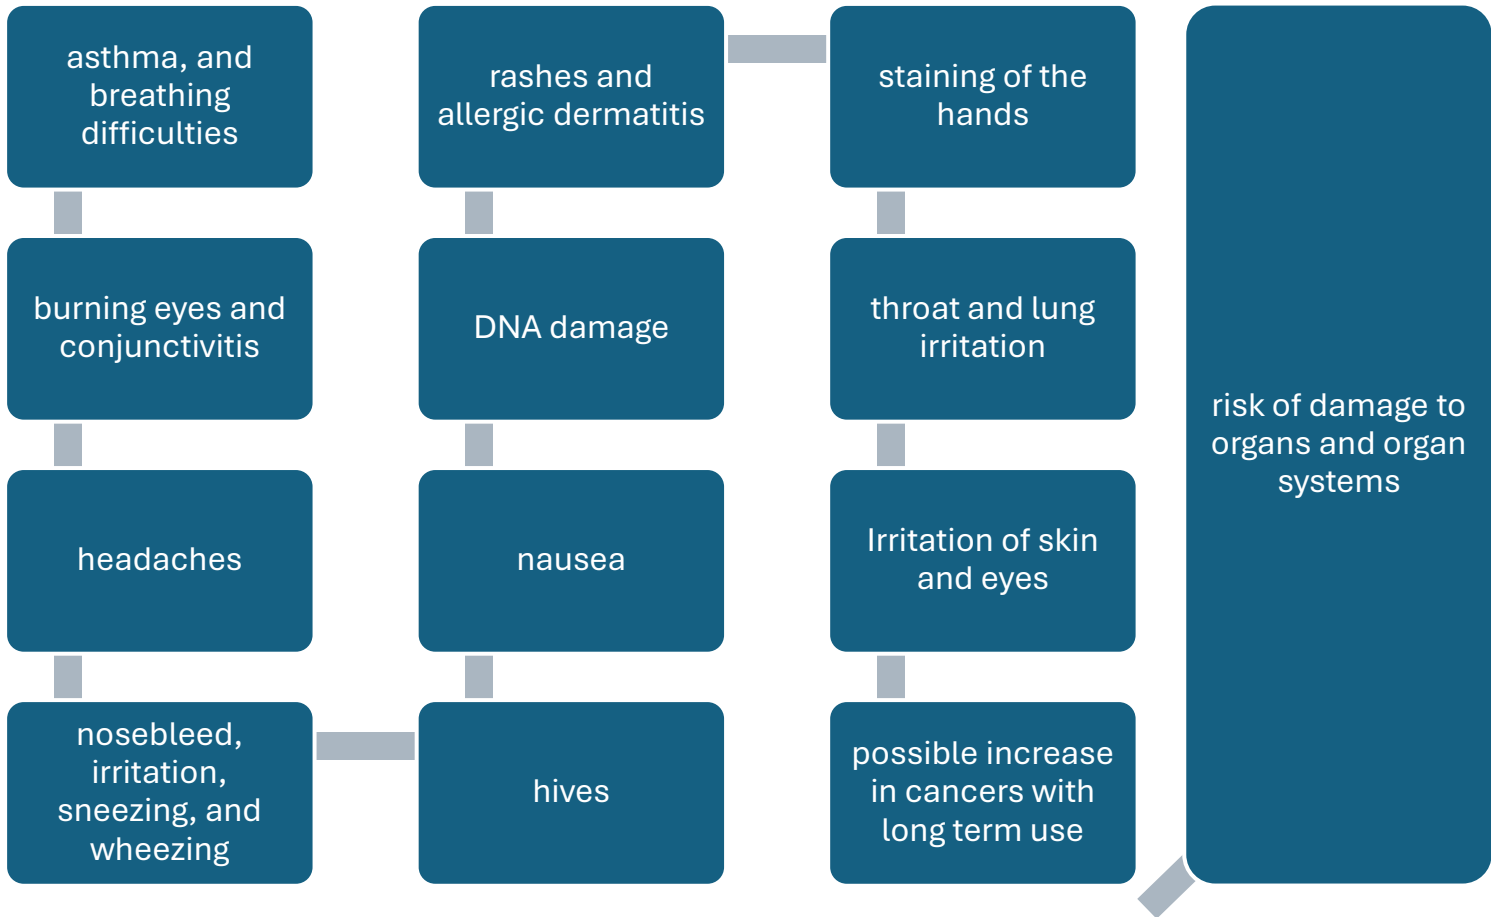 asthma, and
breathing
difficulties
burning eyes and
conjunctivitis
headaches
nosebleed,
irritation,
sneezing, and
wheezing
hives
nausea
DNA damage
rashes and
allergic dermatitis
staining of the
hands
throat and lung
irritation
Irritation of skin
and eyes
possible increase
in cancers with
long term use
risk of damage to
organs and organ
systems